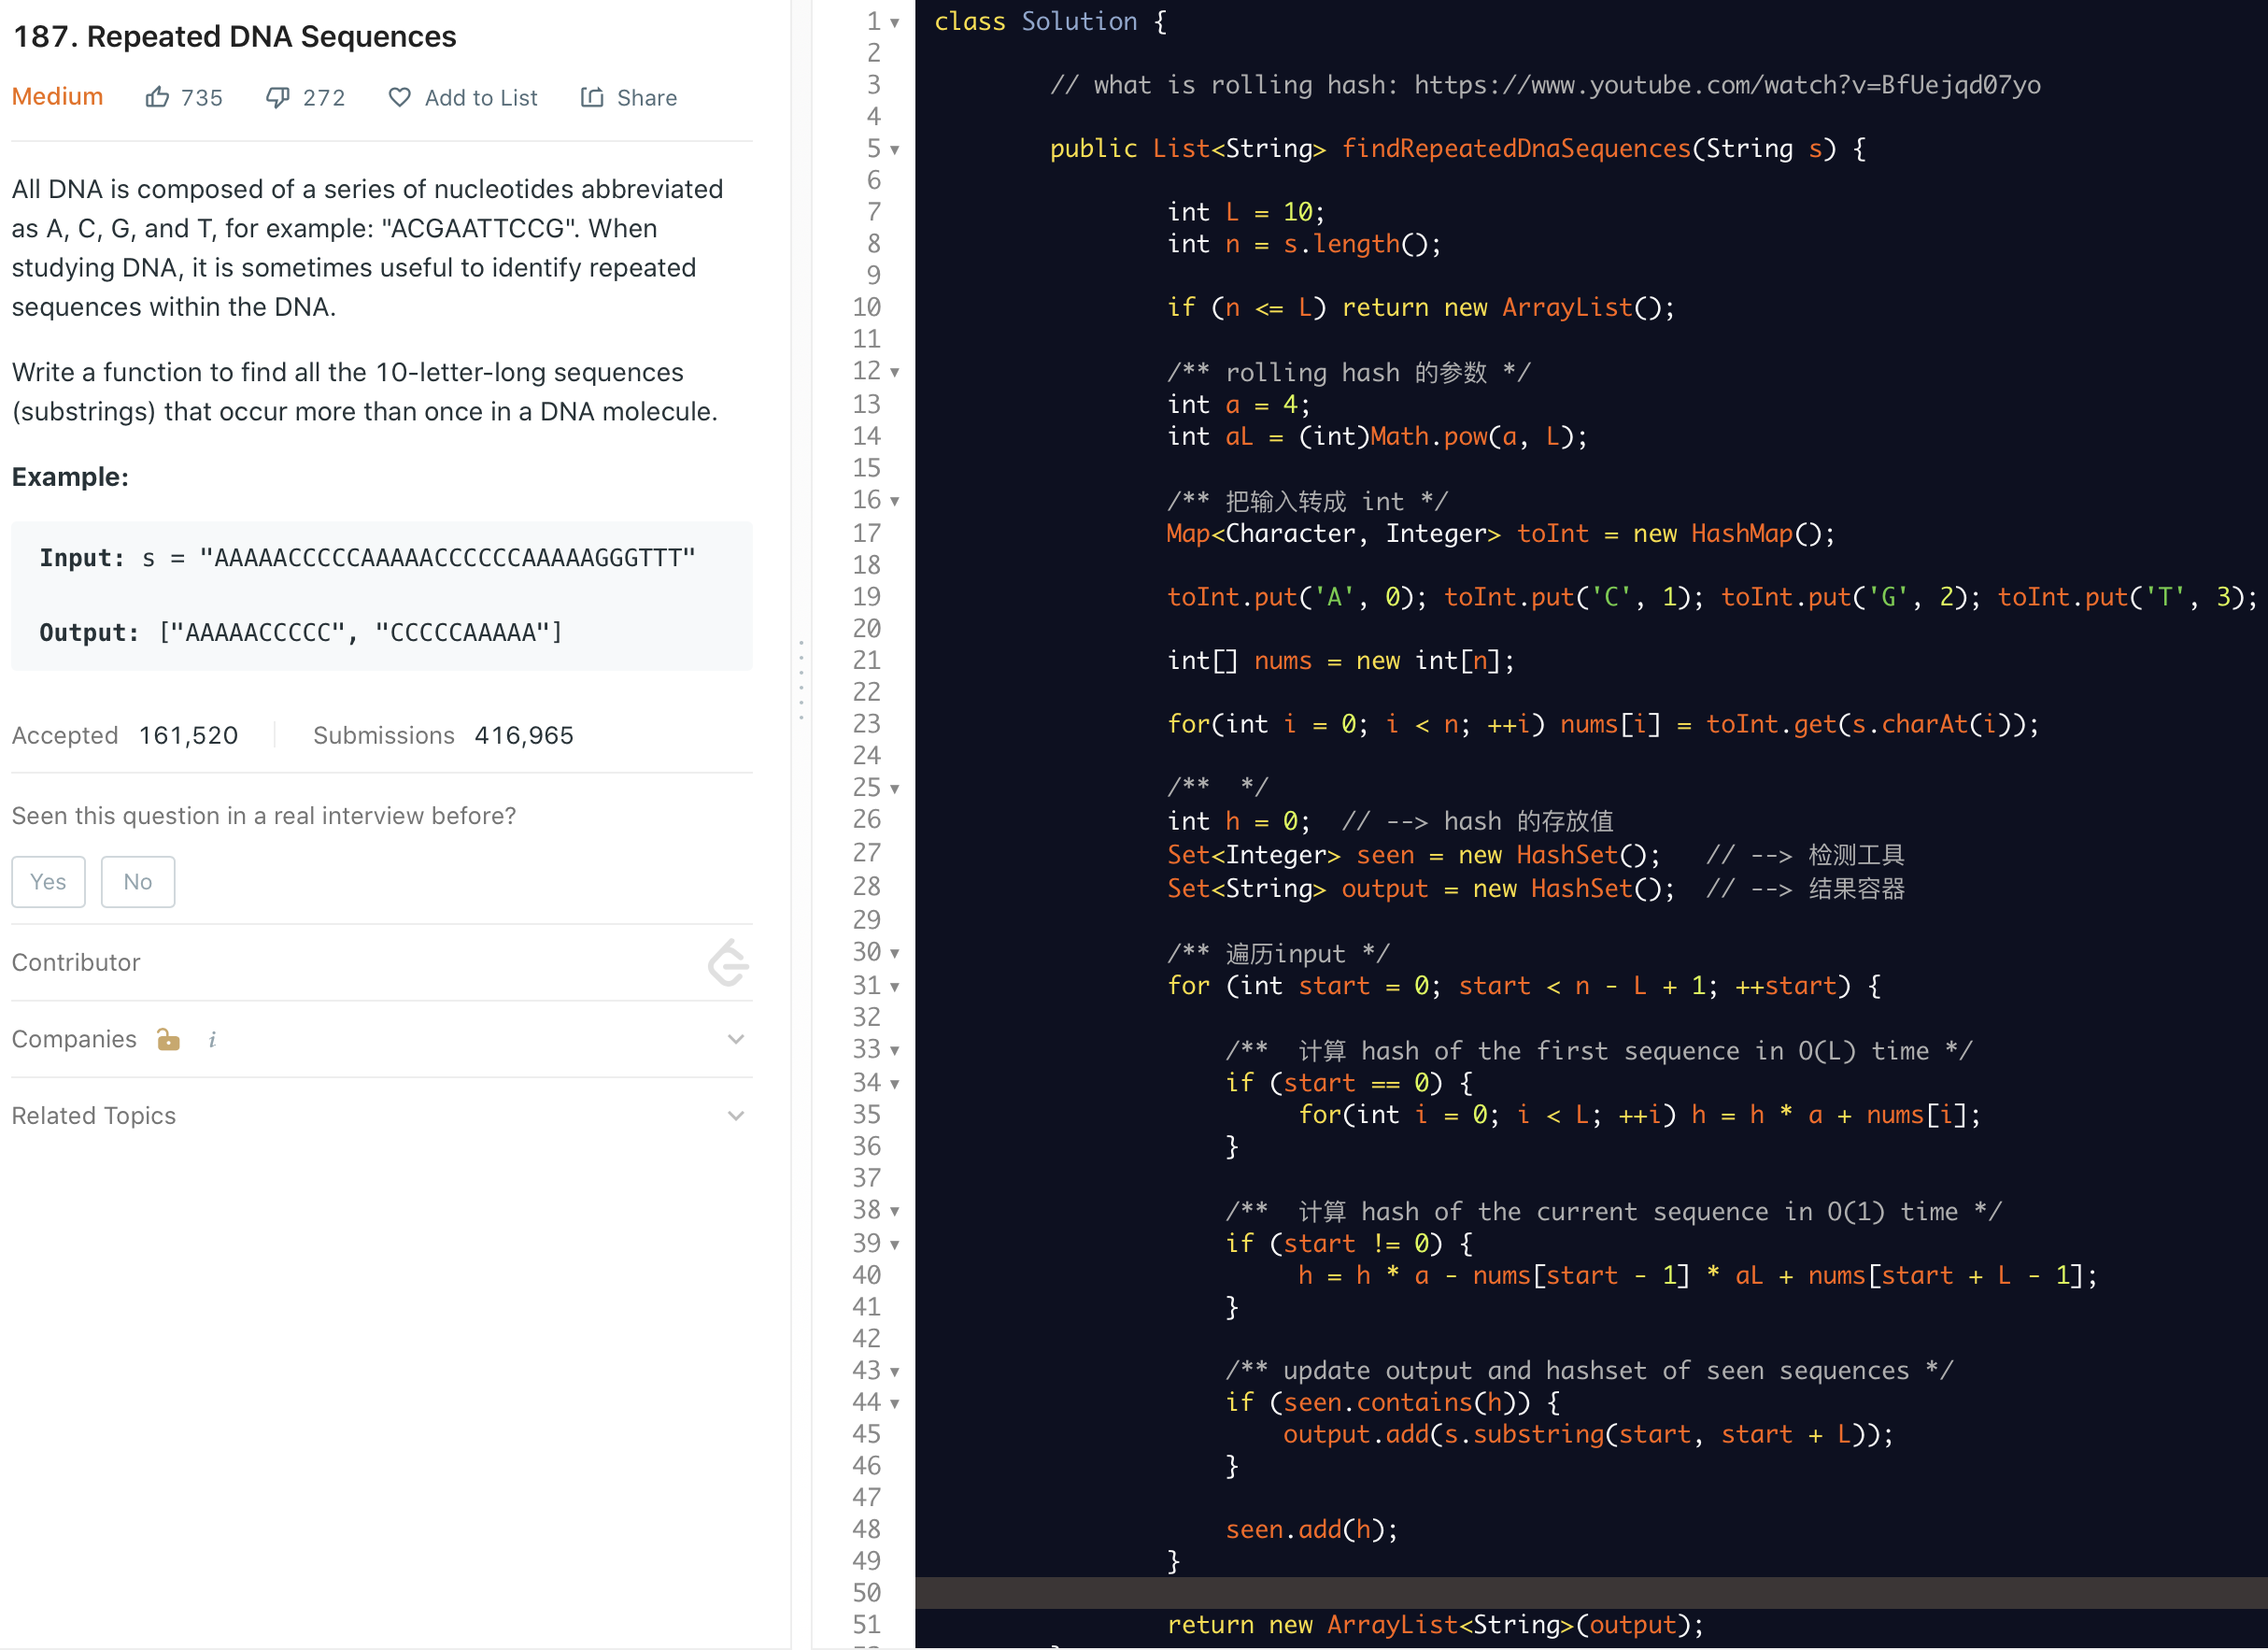 187. Repeated DNA Sequences
Medium 735 272 Add to List Share
All DNA is composed of a series of nucleotides abbreviated
as A, C, G, and T, for example: "ACGAATTCCG". When
studying DNA, it is sometimes useful to identify repeated
sequences within the DNA.
Write a function to find all the 10-letter-long sequences
(substrings) that occur more than once in a DNA molecule.
Example:
Input: s = "AAAAACCCCCAAAAACCCCCCAAAAAGGGTTT"
Output: ["AAAAACCCCC", "CCCCCAAAAA"]
Accepted 161,520 Submissions 416,965
Seen this question in a real interview before?
Yes No
Contributor
Companies i
Related Topics
1 class Solution {
2
3 // what is rolling hash: https://www.youtube.com/watch?v=BfUejqd07yo
4
5 public List<String> findRepeatedDnaSequences(String s) {
6
7 int L = 10;
8 int n = s.length();
9
10 if (n <= L) return new ArrayList();
11
12 /** rolling hash 的参数 */
13 int a = 4;
14 int aL = (int)Math.pow(a, L);
15
16 /** 把输入转成 int */
17 Map<Character, Integer> toInt = new HashMap();
18
19 toInt.put('A', 0); toInt.put('C', 1); toInt.put('G', 2); toInt.put('T', 3);
20
21 int[] nums = new int[n];
22
23 for(int i = 0; i < n; ++i) nums[i] = toInt.get(s.charAt(i));
24
25 /** */
26 int h = 0; // --> hash 的存放值
27 Set<Integer> seen = new HashSet(); // --> 检测工具
28 Set<String> output = new HashSet(); // --> 结果容器
29
30 /** 遍历input */
31 for (int start = 0; start < n - L + 1; ++start) {
32
33 /** 计算 hash of the first sequence in O(L) time */
34 if (start == 0) {
35 for(int i = 0; i < L; ++i) h = h * a + nums[i];
36 }
37
38 /** 计算 hash of the current sequence in O(1) time */
39 if (start != 0) {
40 h = h * a - nums[start - 1] * aL + nums[start + L - 1];
41 }
42
43 /** update output and hashset of seen sequences */
44 if (seen.contains(h)) {
45 output.add(s.substring(start, start + L));
46 }
47
48 seen.add(h);
49 }
50
51 return new ArrayList<String>(output);